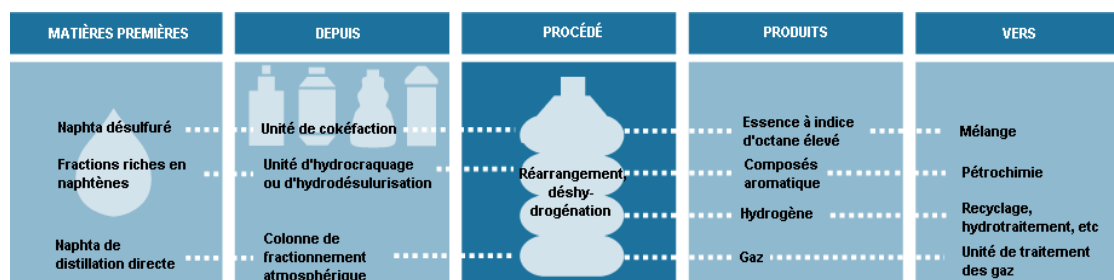 MATIÈRES PREMIÈRES
DEPUIS
PROCÉDÉ
PRODUITS
VERS
Naphta désulfuré
Unité de cokéfaction
Essence à indice
d'octane élevé
Mélange
Fractions riches en
naphtènes
Unité d'hydrocraquage
ou d'hydrodésulurisation
Réarrangement,
déshy-
drogénation
Composés
aromatique
Pétrochimie
Hydrogène
Recyclage,
hydrotraitement, etc
Naphta de
distillation directe
Colonne de
fractionnement
atmosphérique
Gaz
Unité de traitement
des gaz